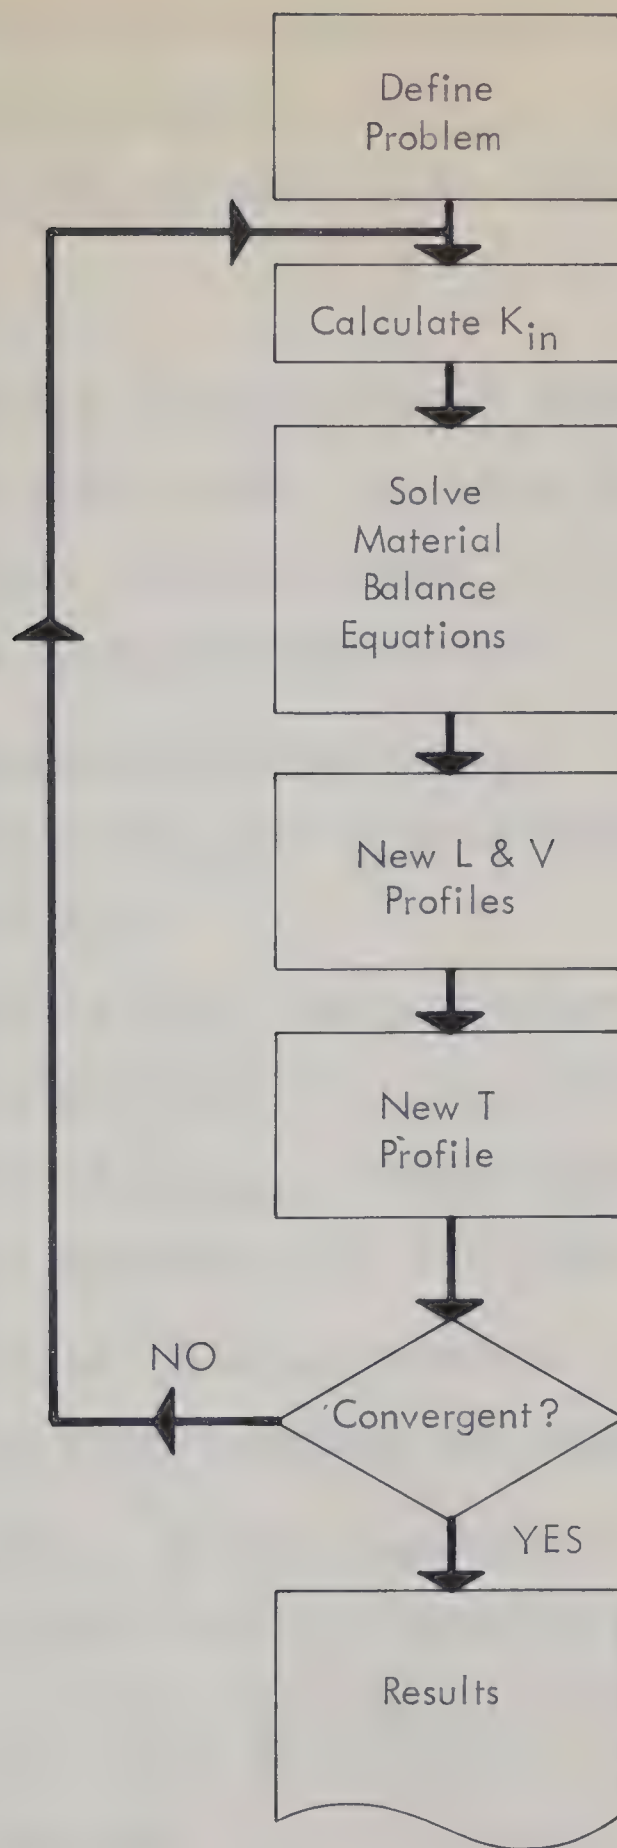 Define
Problem
Calculate K_in
Solve
Material
Balance
Equations
New L & V
Profiles
New T
Profile
Convergent?
NO
YES
Results